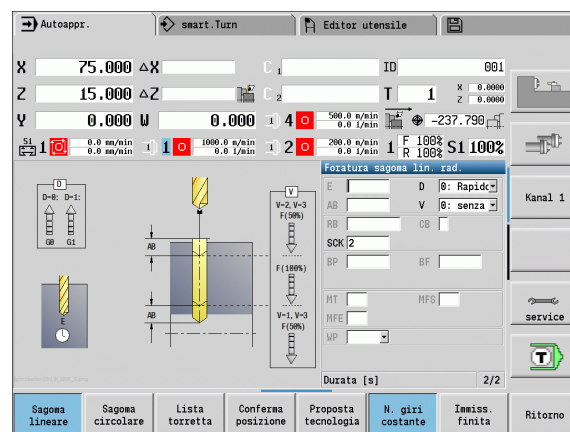 Autoappr.
smart.Turn
Editor utensile
X 75.000 ΔX C 1 ID 001
Z 15.000 ΔZ C 2 T 1 X 0.0000 Z 0.0000
Y 0.000 W 0.000 4 0 500.0 m/min 0.0 1/min -237.790
S1 1 0.0 mm/min 0.0 m/min 1 0 1000.0 m/min 0.0 1/min 2 0 200.0 m/min 0.0 1/min 1 F 100% R 100% S1 100%
Foratura sagoma lin. rad.
E D 0: Rapido
AB V 0: senza
RB CB
SCK 2
BP BF
MT MFS
MFE
WP
Durata [s] 2/2
D
D=0: D=1:
G0 G1
E
AB
AB
V
V=2,V=3
F(50%)
F(100%)
V=1,V=3
F(50%)
Kanal 1
service
T
Sagoma lineare
Sagoma circolare
Lista torretta
Conferma posizione
Proposta tecnologia
N. giri costante
Immiss. finita
Ritorno